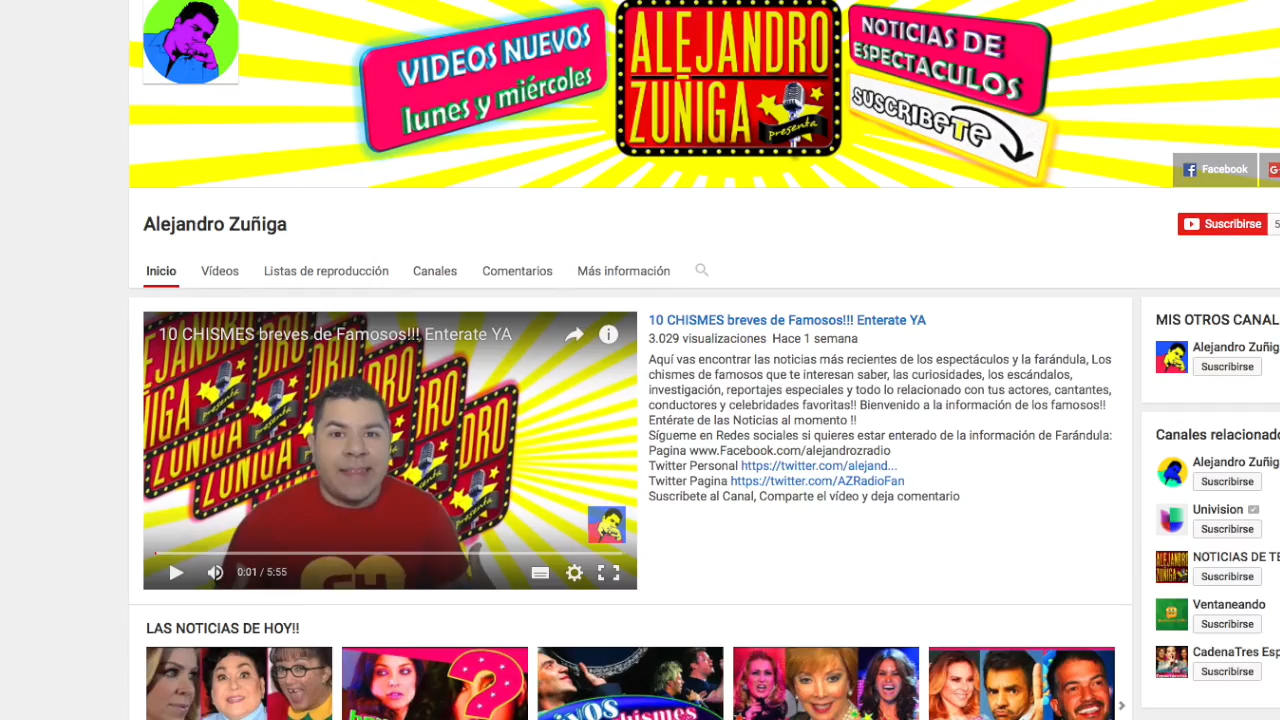 VIDEOS NUEVOS
lunes y miércoles
ALEJANDRO
ZUÑIGA
presenta
NOTICIAS DE
ESPECTACULOS
SUSCRIBETE
Facebook
Alejandro Zuñiga
Suscribirse
Inicio Vídeos Listas de reproducción Canales Comentarios Más información
10 CHISMES breves de Famosos!!! Enterate YA
0:01 / 5:55
10 CHISMES breves de Famosos!!! Enterate YA
3.029 visualizaciones Hace 1 semana
Aquí vas encontrar las noticias más recientes de los espectáculos y la farándula, Los
chismes de famosos que te interesan saber, las curiosidades, los escándalos,
investigación, reportajes especiales y todo lo relacionado con tus actores, cantantes,
conductores y celebridades favoritas!! Bienvenido a la información de los famosos!!
Entérate de las Noticias al momento !!
Sígueme en Redes sociales si quieres estar enterado de la información de Farándula:
Pagina www.Facebook.com/alejandrozradio
Twitter Personal https://twitter.com/alejand...
Twitter Pagina https://twitter.com/AZRadioFan
Suscribete al Canal, Comparte el vídeo y deja comentario
MIS OTROS CANAL
Alejandro Zuñig
Suscribirse
Canales relacionado
Alejandro Zuñig
Suscribirse
Univision
Suscribirse
NOTICIAS DE TE
Suscribirse
Ventaneando
Suscribirse
CadenaTres Esp
Suscribirse
LAS NOTICIAS DE HOY!!